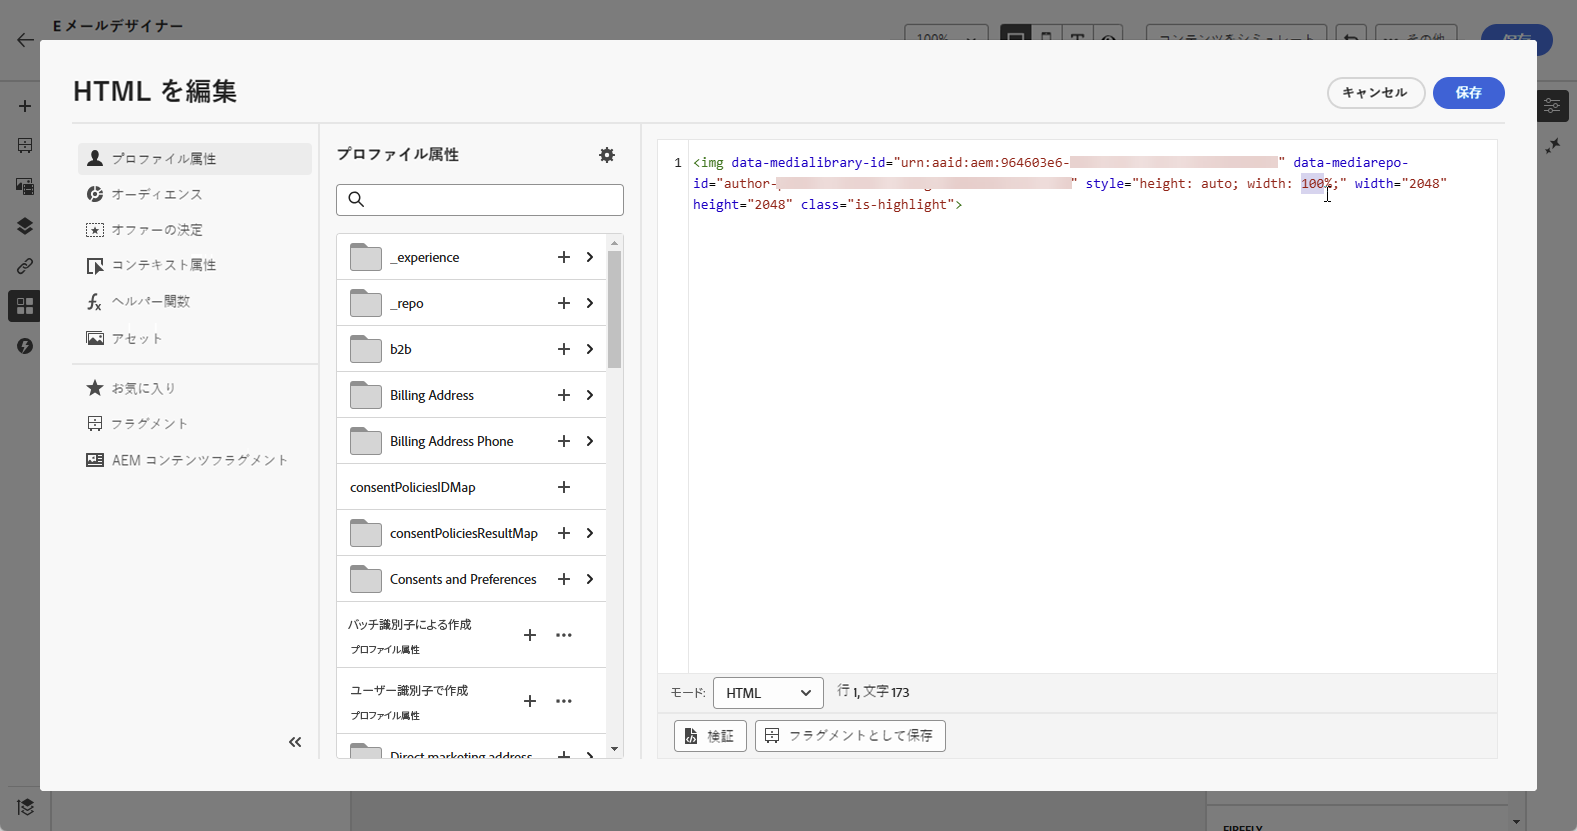 E メールデザイナー
100%
コンテンツをシミュレート
その他
保存
HTML を編集
キャンセル
保存
プロファイル属性
オーディエンス
オファーの決定
コンテキスト属性
ヘルパー関数
アセット
お気に入り
フラグメント
AEM コンテンツフラグメント
プロファイル属性
_experience
_repo
b2b
Billing Address
Billing Address Phone
consentPoliciesIDMap
consentPoliciesResultMap
Consents and Preferences
バッチ識別子による作成
プロファイル属性
ユーザー識別子で作成
プロファイル属性
Direct marketing address
1
<img data-medialibrary-id="urn:aaid:aem:964603e6-" data-mediarepo-
id="author-" style="height: auto; width: 100%;" width="2048"
height="2048" class="is-highlight">
モード:
HTML
行 1, 文字 173
検証
フラグメントとして保存
FIREFLY